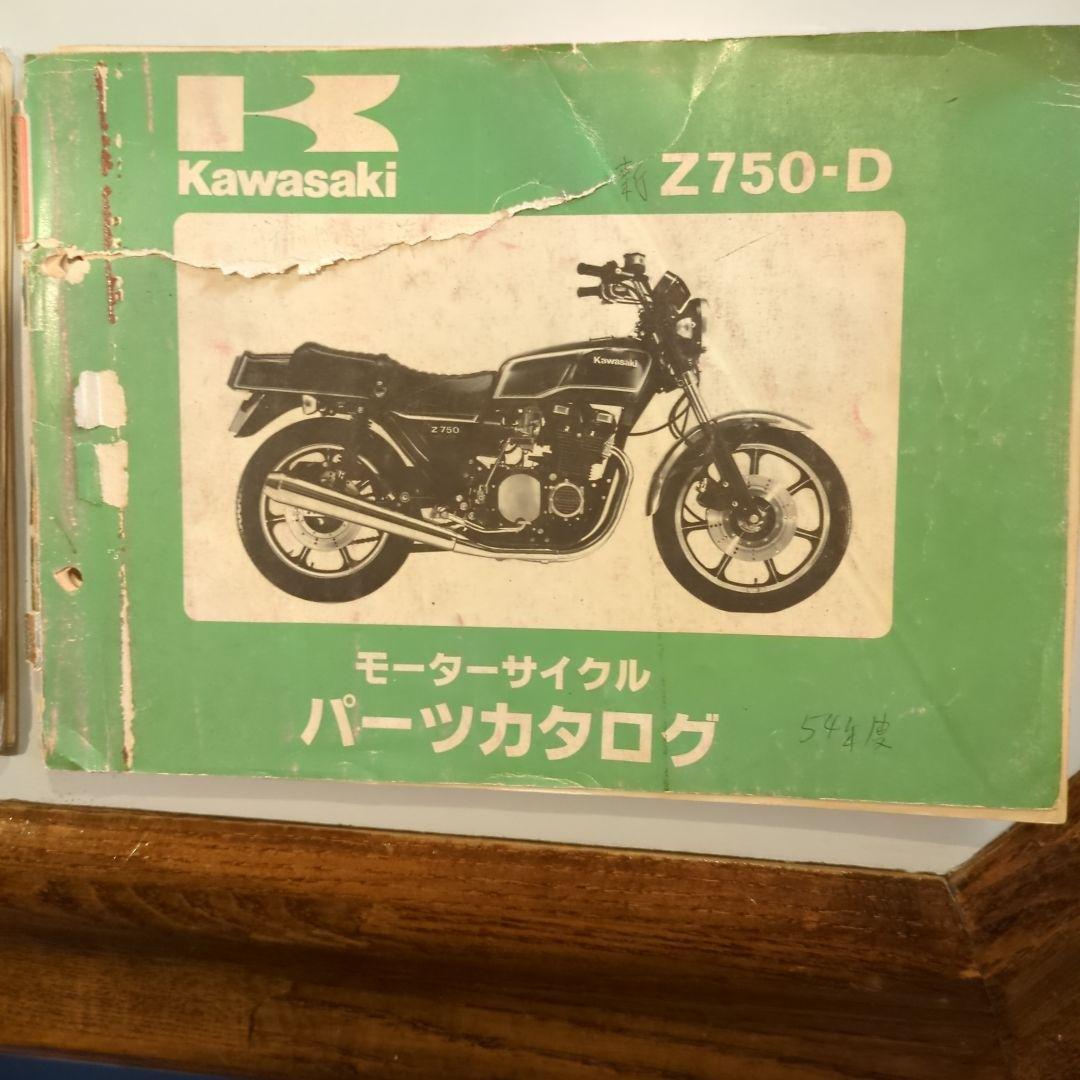 Kawasaki
新 Z750-D
Kawasaki
Z750
モーターサイクル
パーツカタログ
54年度